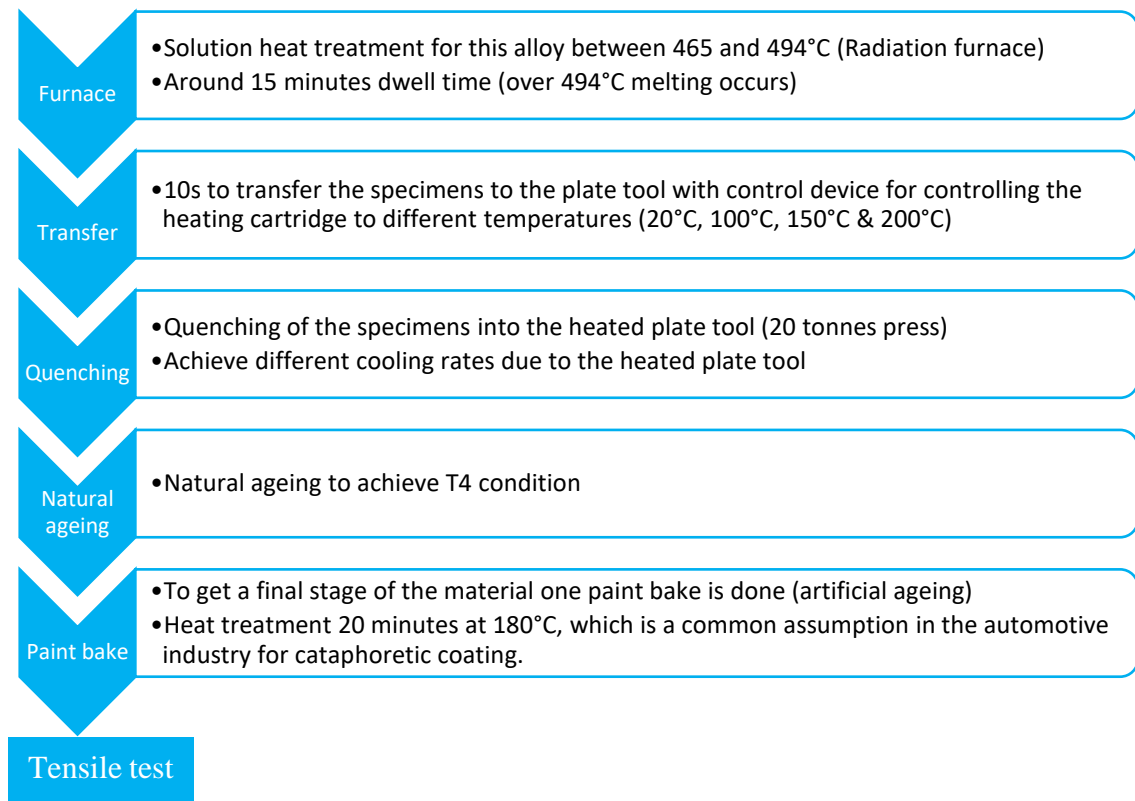 Furnace
•Solution heat treatment for this alloy between 465 and 494°C (Radiation furnace)
•Around 15 minutes dwell time (over 494°C melting occurs)
Transfer
•10s to transfer the specimens to the plate tool with control device for controlling the
heating cartridge to different temperatures (20°C, 100°C, 150°C & 200°C)
Quenching
•Quenching of the specimens into the heated plate tool (20 tonnes press)
•Achieve different cooling rates due to the heated plate tool
Natural
ageing
•Natural ageing to achieve T4 condition
Paint bake
•To get a final stage of the material one paint bake is done (artificial ageing)
•Heat treatment 20 minutes at 180°C, which is a common assumption in the automotive
industry for cataphoretic coating.
Tensile test